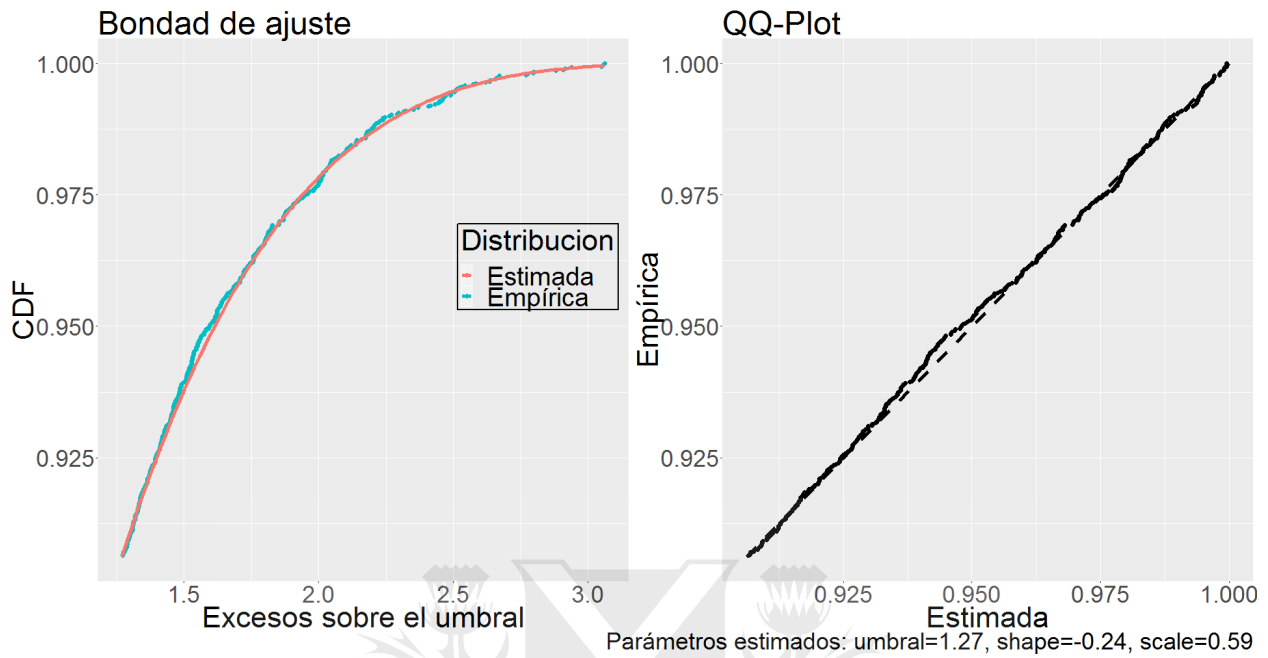 Bondad de ajuste
1.000
0.975
0.950
0.925
CDF
Distribucion
Estimada
Empírica
1.5 2.0 2.5 3.0
Excesos sobre el umbral
QQ-Plot
1.000
0.975
0.950
0.925
Empírica
0.925 0.950 0.975 1.000
Estimada
Parámetros estimados: umbral=1.27, shape=-0.24, scale=0.59